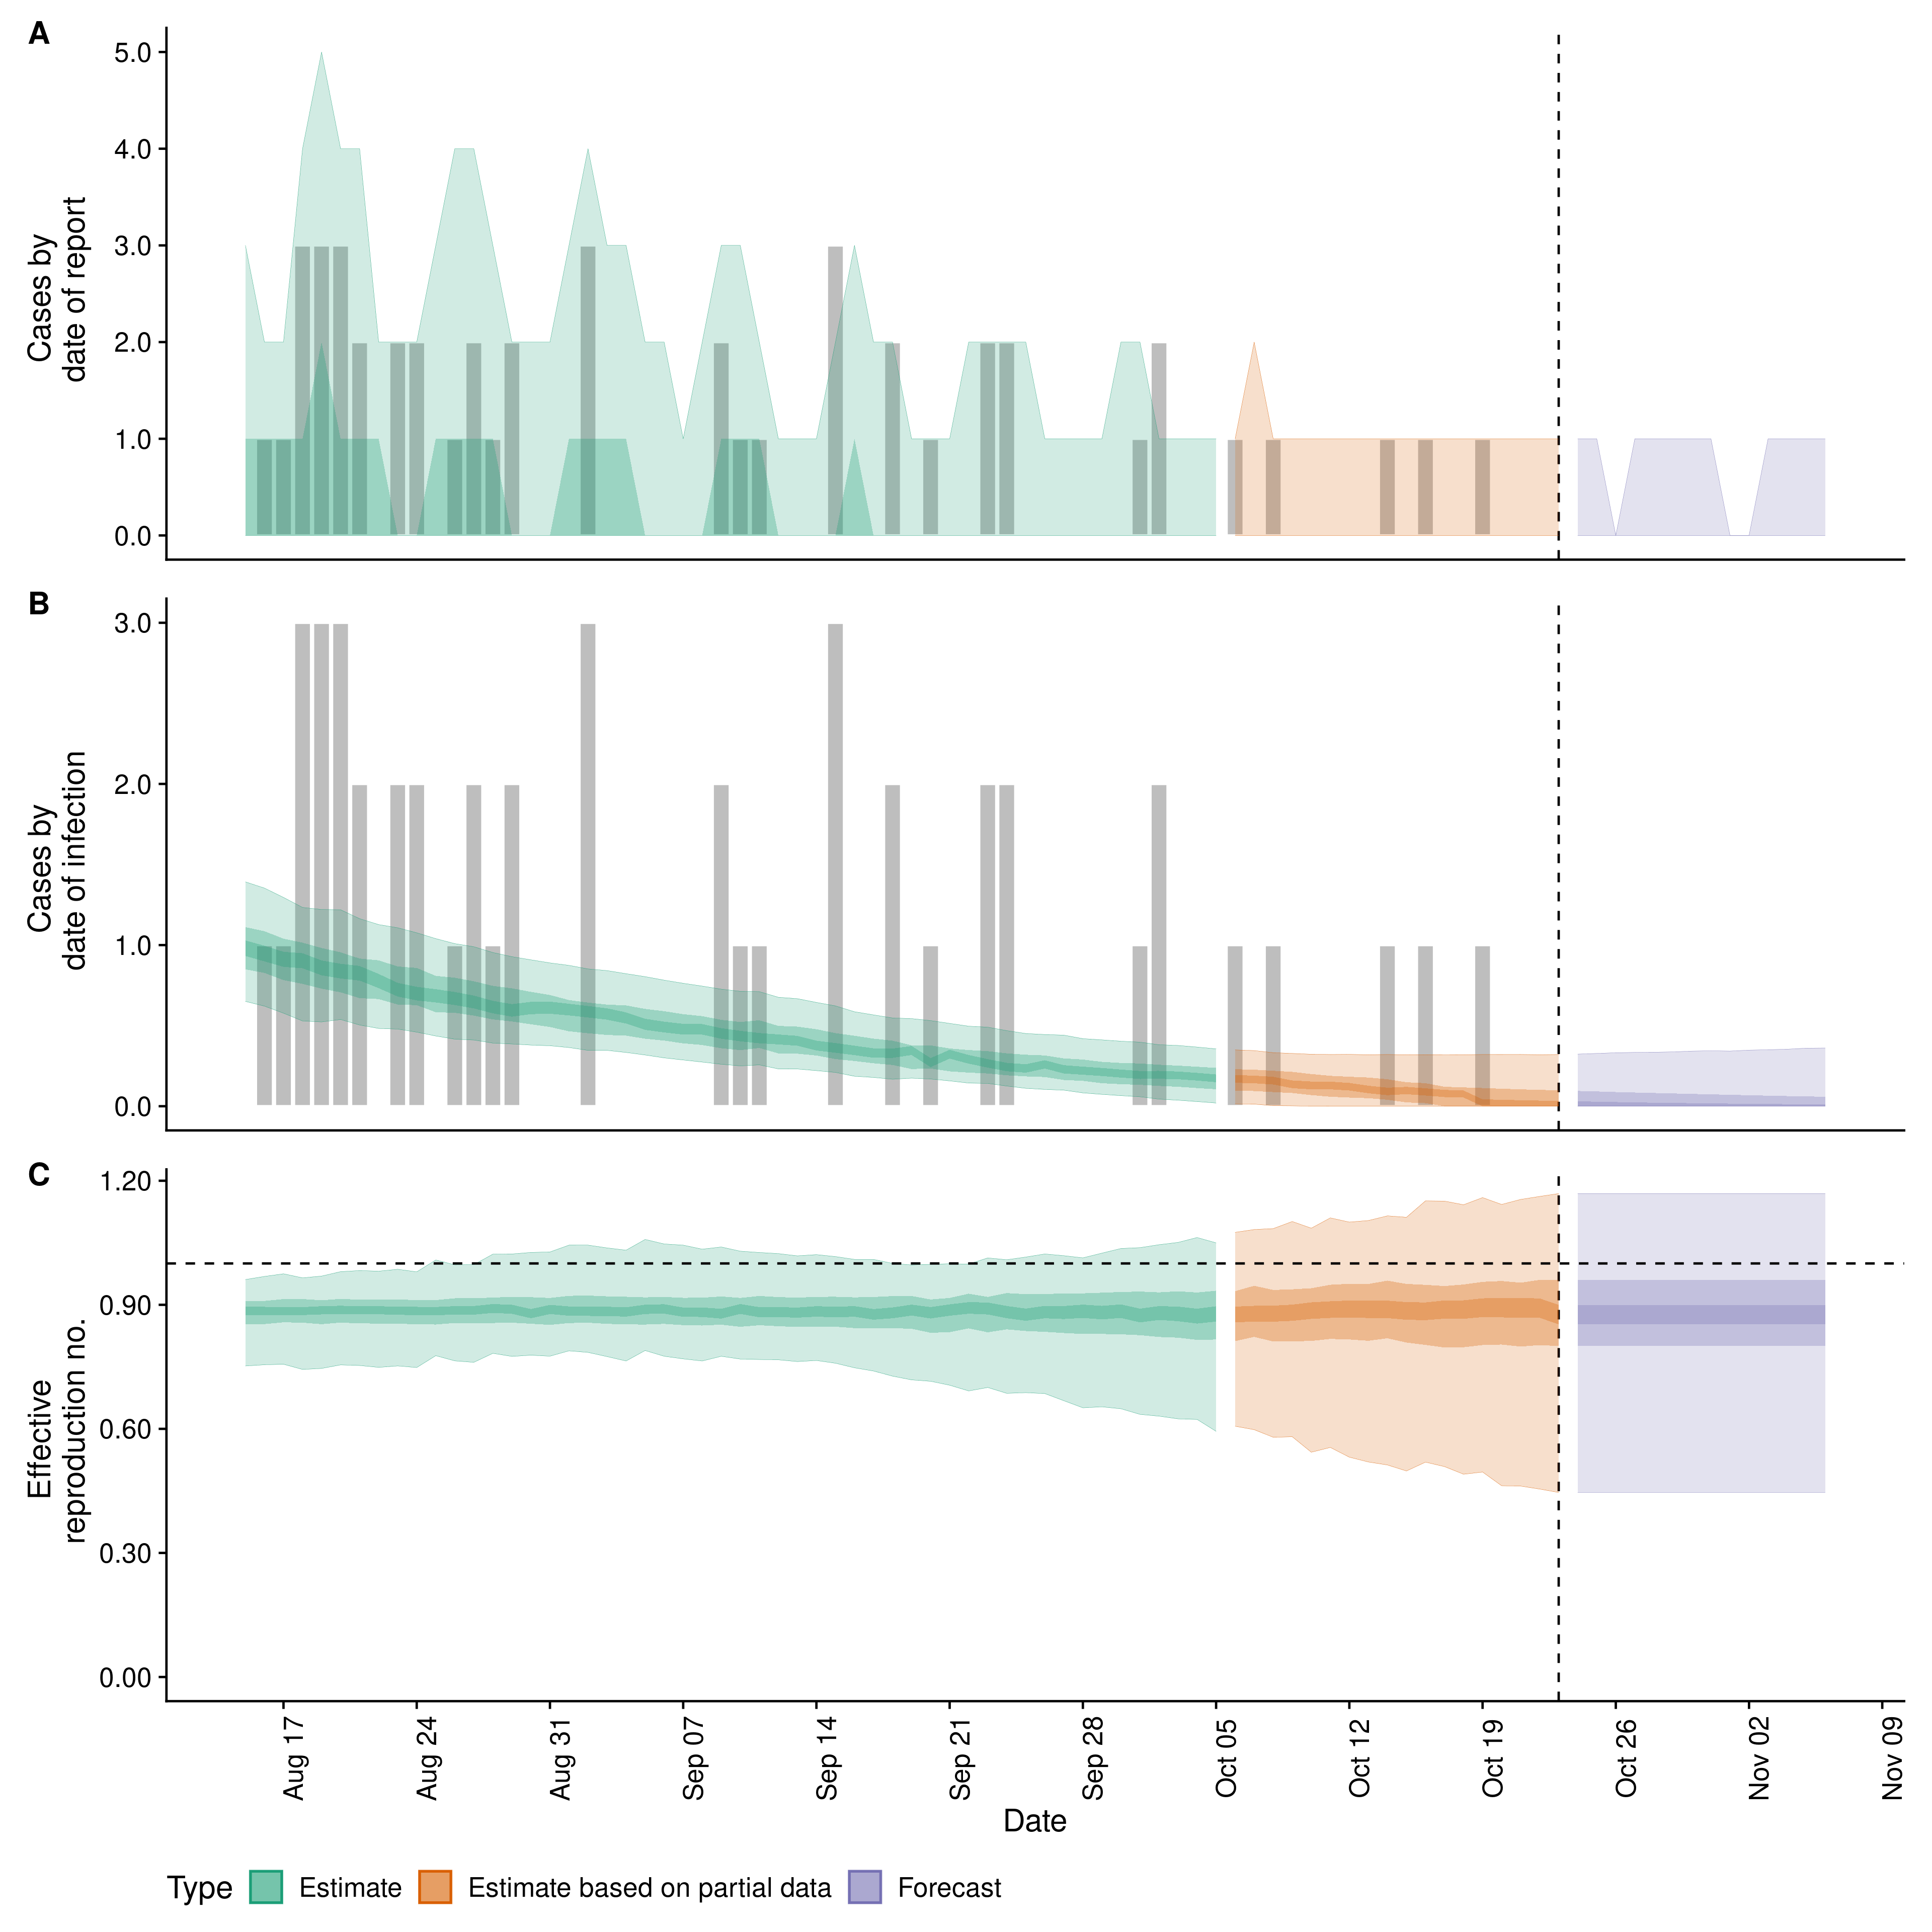 A
Cases by
date of report
5.0
4.0
3.0
2.0
1.0
0.0
B
Cases by
date of infection
3.0
2.0
1.0
0.0
C
Effective
reproduction no.
1.20
0.90
0.60
0.30
0.00
Aug 17
Aug 24
Aug 31
Sep 07
Sep 14
Sep 21
Sep 28
Oct 05
Oct 12
Oct 19
Oct 26
Nov 02
Nov 09
Date
Type Estimate Estimate based on partial data Forecast